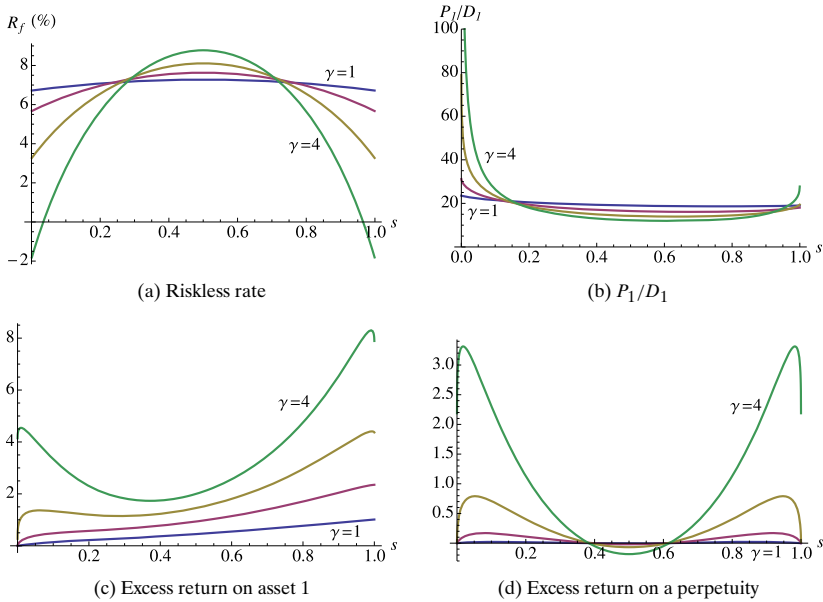 R_f (%)
8
6
4
2
−2
0.2 0.4 0.6 0.8 1.0 s
γ=1
γ=4
(a) Riskless rate
P_1/D_1
100
80
60
40
20
0.0 0.2 0.4 0.6 0.8 1.0 s
γ=4
γ=1
(b) P_1/D_1
8
6
4
2
0.2 0.4 0.6 0.8 1.0 s
γ=4
γ=1
(c) Excess return on asset 1
3.0
2.5
2.0
1.5
1.0
0.5
0.2 0.4 0.6 0.8 1.0 s
γ=4
γ=1
(d) Excess return on a perpetuity